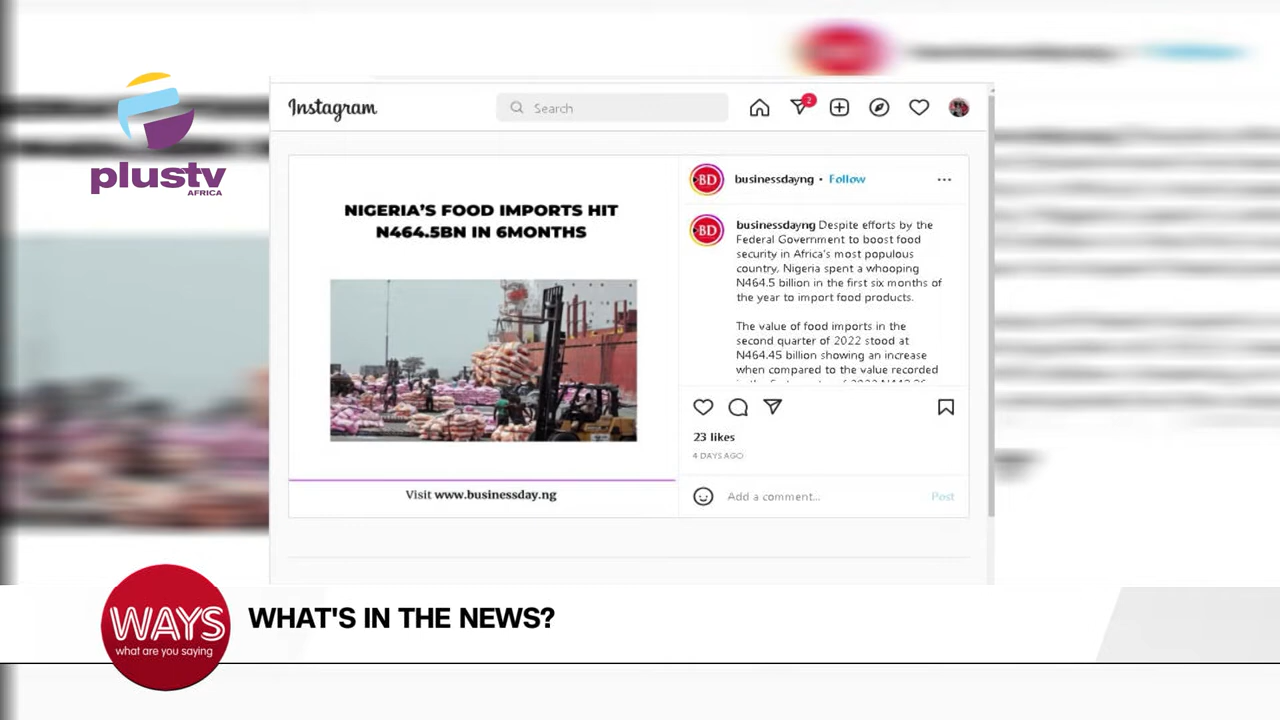 plustv
AFRICA
Instagram
Search
2
NIGERIA'S FOOD IMPORTS HIT
N464.5BN IN 6MONTHS
Visit www.businessday.ng
BD
businessdayng • Follow
BD
businessdayng Despite efforts by the
Federal Government to boost food
security in Africa's most populous
country, Nigeria spent a whooping
N464.5 billion in the first six months of
the year to import food products.
The value of food imports in the
second quarter of 2022 stood at
N464.45 billion showing an increase
when compared to the value recorded
23 likes
4 DAYS AGO
Add a comment...
Post
WAYS
what are you saying
WHAT'S IN THE NEWS?